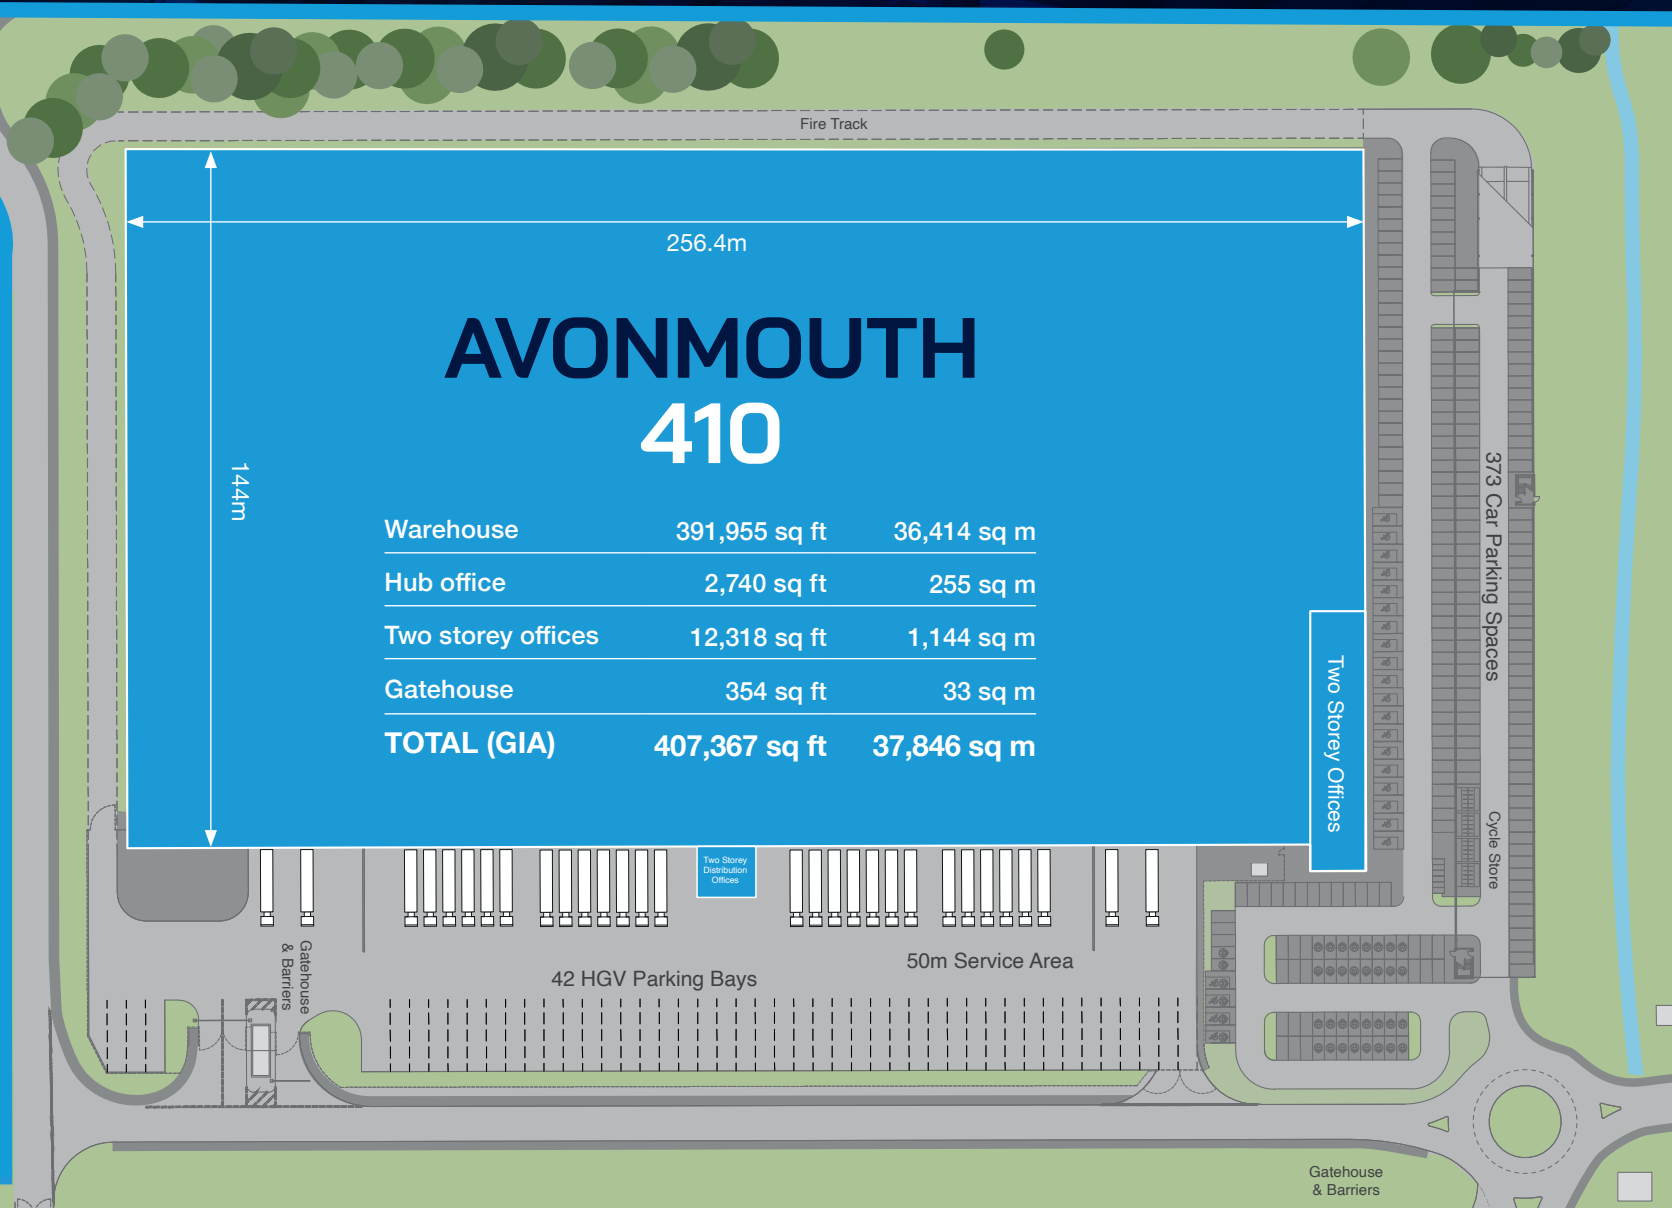 Fire Track
256.4m
AVONMOUTH
410
144m
Warehouse 391,955 sq ft 36,414 sq m
Hub office 2,740 sq ft 255 sq m
Two storey offices 12,318 sq ft 1,144 sq m
Gatehouse 354 sq ft 33 sq m
TOTAL (GIA) 407,367 sq ft 37,846 sq m
373 Car Parking Spaces
Two Storey Offices
Cycle Store
Two Storey
Distribution
Offices
Gatehouse
& Barriers
42 HGV Parking Bays
50m Service Area
Gatehouse
& Barriers